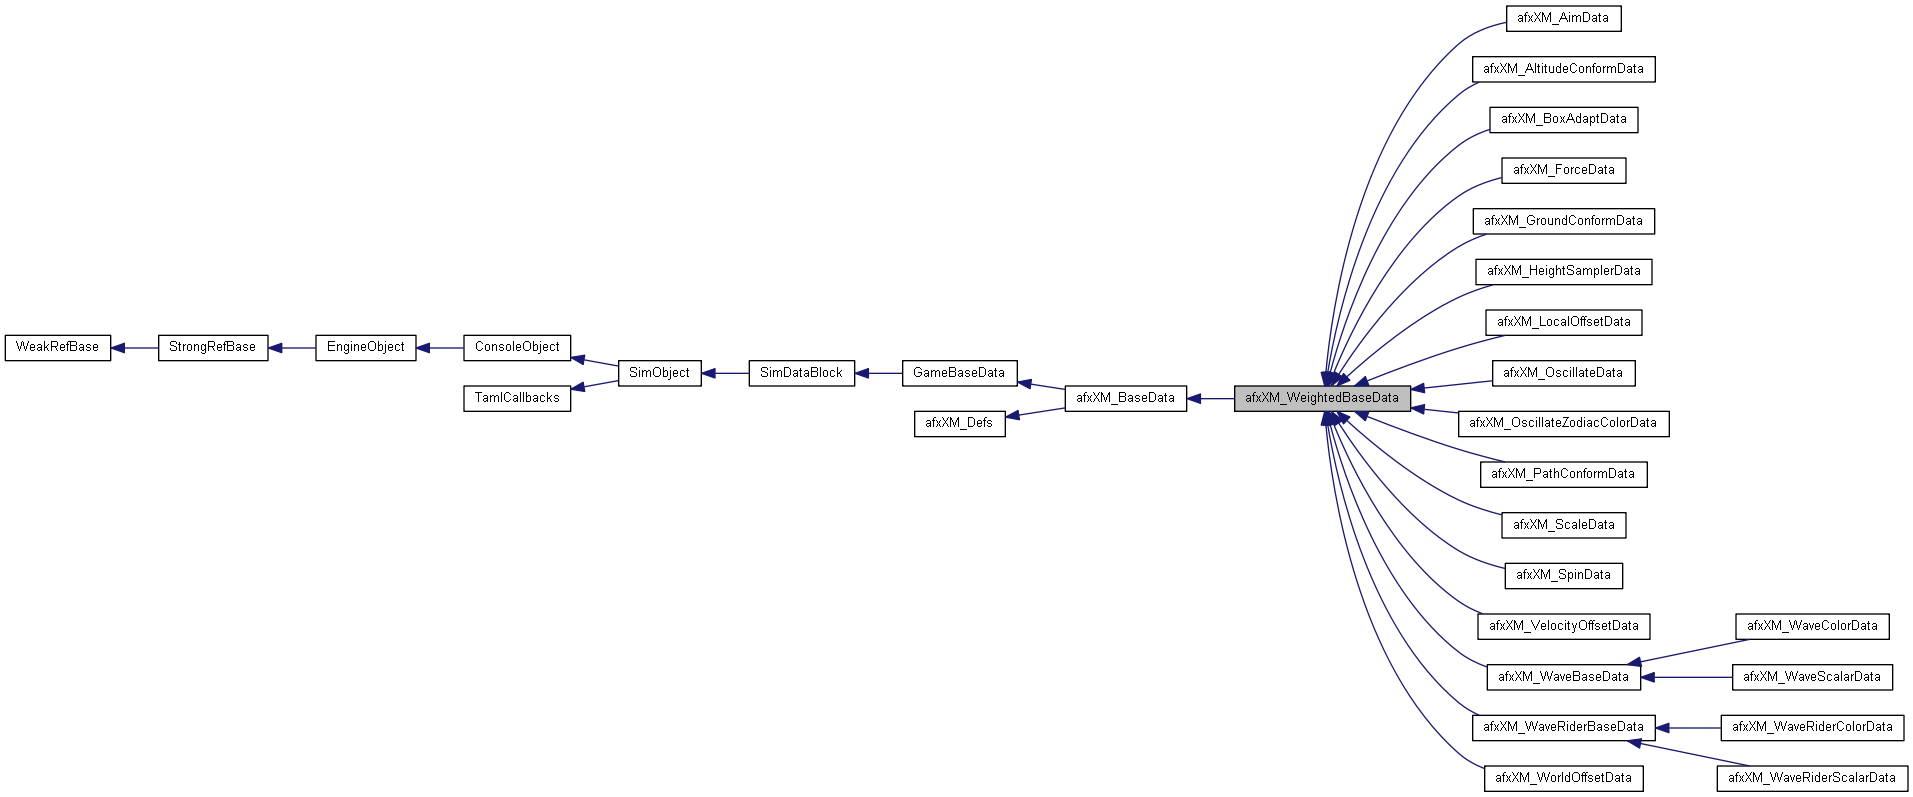 WeakRefBase
StrongRefBase
EngineObject
ConsoleObject
TamlCallbacks
SimObject
SimDataBlock
GameBaseData
afxXM_Defs
afxXM_BaseData
afxXM_WeightedBaseData
afxXM_AimData
afxXM_AltitudeConformData
afxXM_BoxAdaptData
afxXM_ForceData
afxXM_GroundConformData
afxXM_HeightSamplerData
afxXM_LocalOffsetData
afxXM_OscillateData
afxXM_OscillateZodiacColorData
afxXM_PathConformData
afxXM_ScaleData
afxXM_SpinData
afxXM_VelocityOffsetData
afxXM_WaveBaseData
afxXM_WaveRiderBaseData
afxXM_WorldOffsetData
afxXM_WaveColorData
afxXM_WaveScalarData
afxXM_WaveRiderColorData
afxXM_WaveRiderScalarData